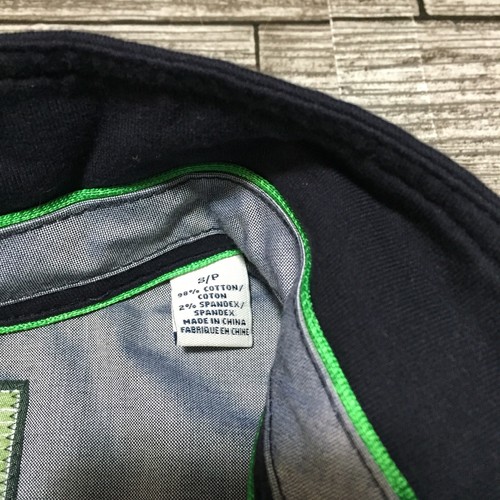 S/P
98% COTTON/
COTON
2% SPANDEX/
SPANDEX
MADE IN CHINA
FABRIQUE EN CHINE